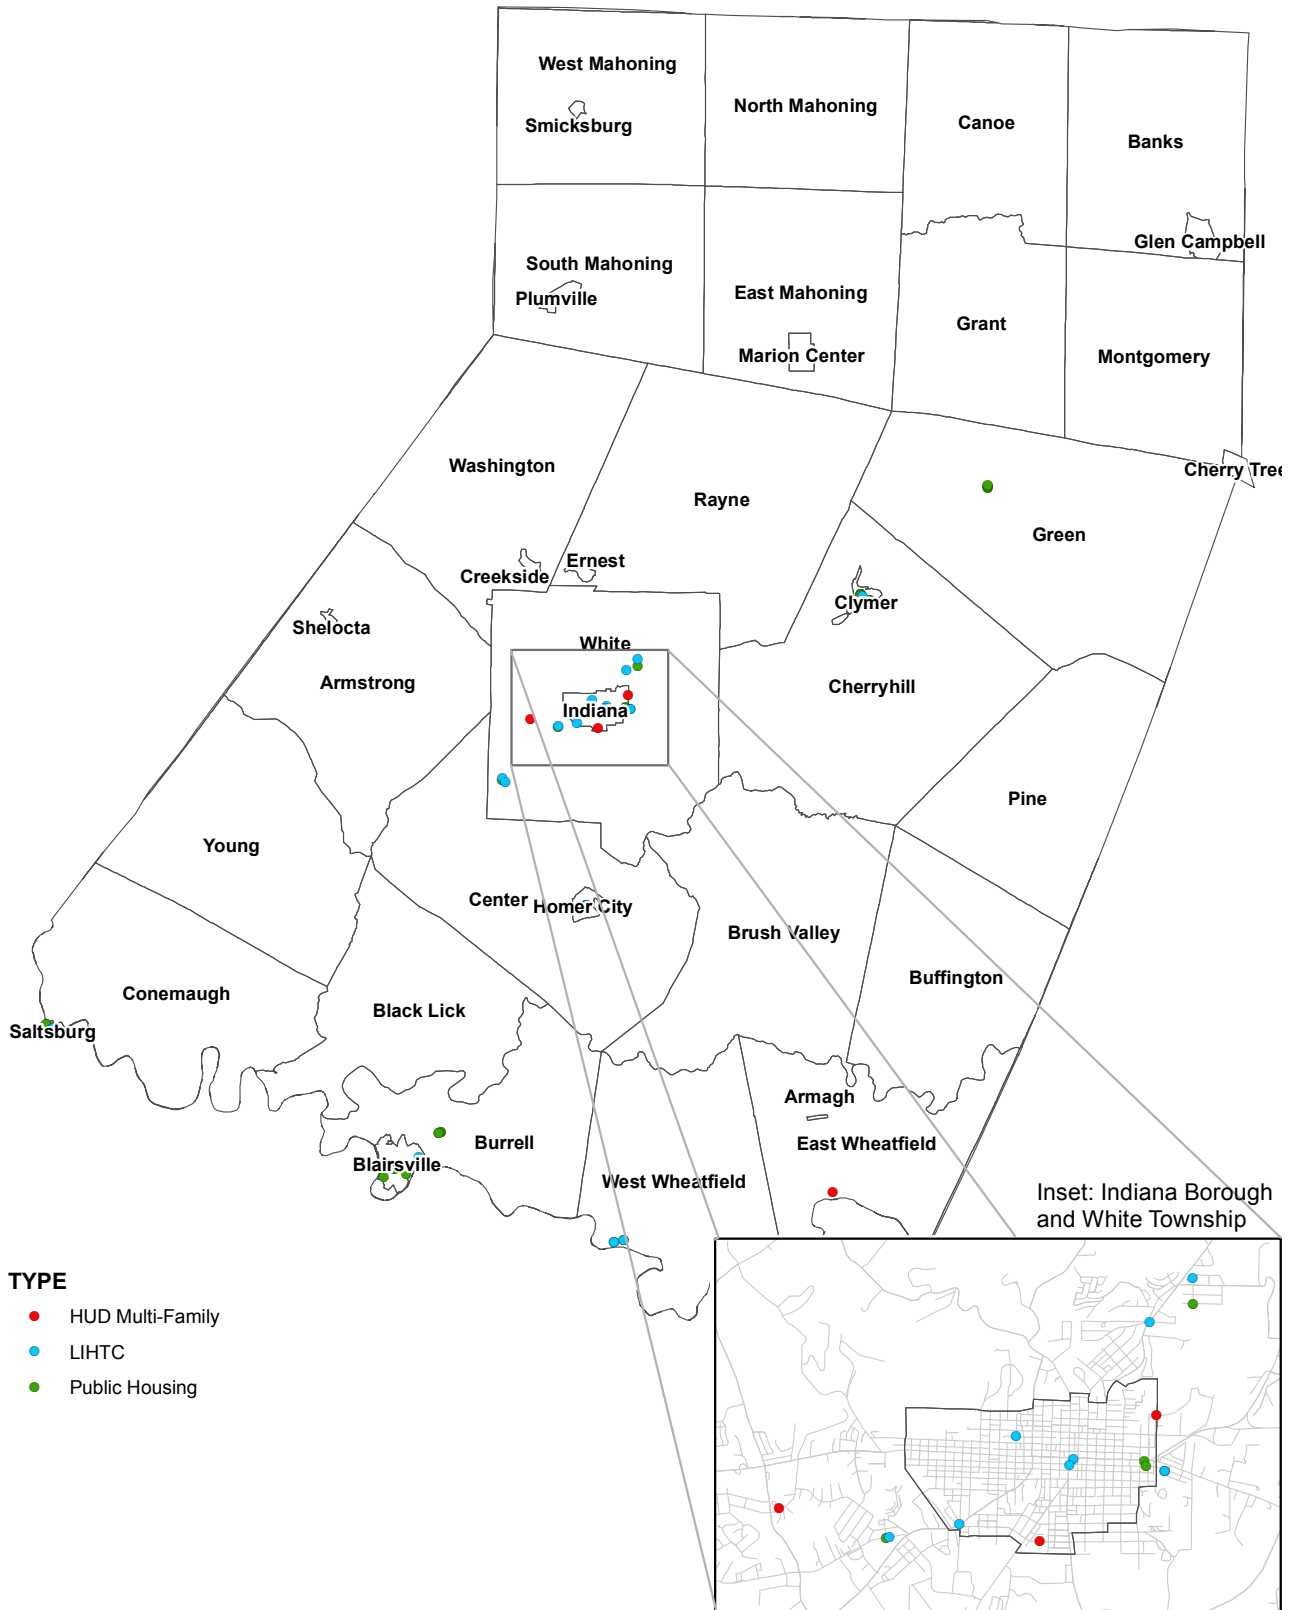 West Mahoning
Smicksburg
North Mahoning
Canoe
Banks
Glen Campbell
South Mahoning
Plumville
East Mahoning
Marion Center
Grant
Montgomery
Washington
Rayne
Cherry Tree
Green
Creekside
Ernest
Clymer
Shelocta
White
Armstrong
Indiana
Cherryhill
Pine
Young
Center
Homer City
Brush Valley
Buffington
Conemaugh
Black Lick
Saltsburg
Armagh
Burrell
East Wheatfield
Blairsville
West Wheatfield
Inset: Indiana Borough
and White Township
TYPE
HUD Multi-Family
LIHTC
Public Housing